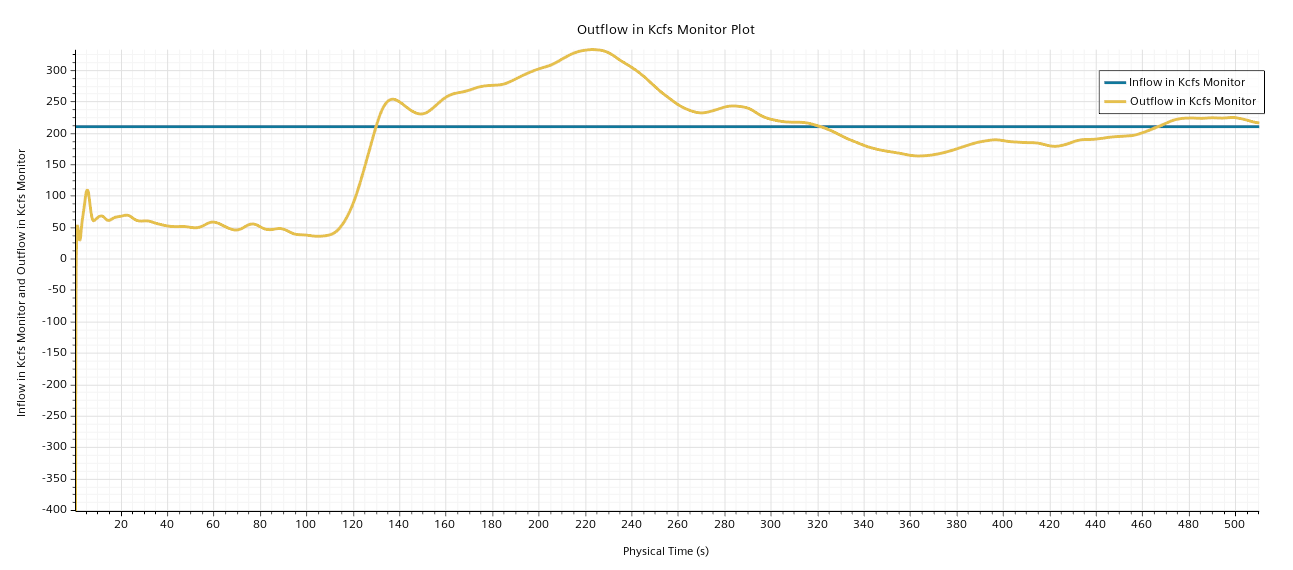 Outflow in Kcfs Monitor Plot
Inflow in Kcfs Monitor
Outflow in Kcfs Monitor
Inflow in Kcfs Monitor and Outflow in Kcfs Monitor
300
250
200
150
100
50
0
-50
-100
-150
-200
-250
-300
-350
-400
20 40 60 80 100 120 140 160 180 200 220 240 260 280 300 320 340 360 380 400 420 440 460 480 500
Physical Time (s)